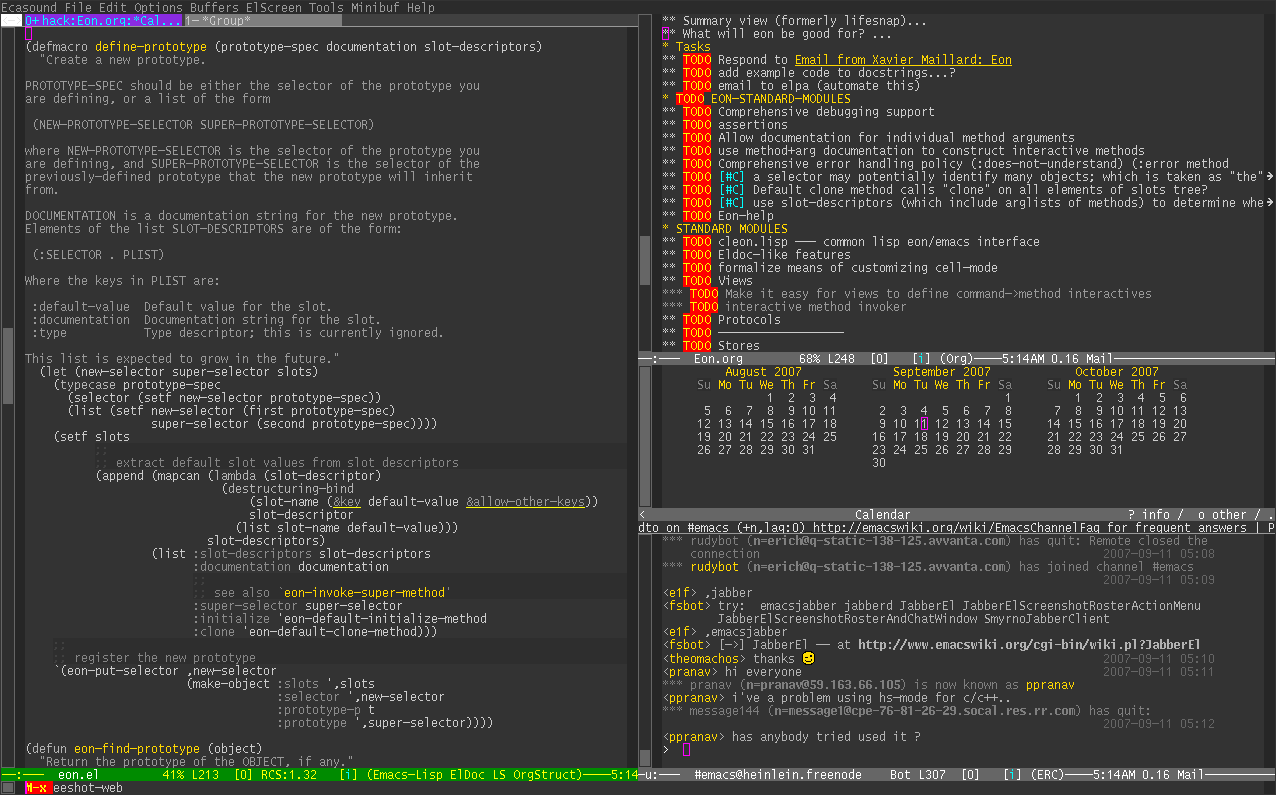 Ecasound File Edit Options Buffers ElScreen Tools Minibuf Help
0+hack:Eon.org:*Cal... 1-*Group*
(defmacro define-prototype (prototype-spec documentation slot-descriptors)
"Create a new prototype.
PROTOTYPE-SPEC should be either the selector of the prototype you
are defining, or a list of the form
(NEW-PROTOTYPE-SELECTOR SUPER-PROTOTYPE-SELECTOR)
where NEW-PROTOTYPE-SELECTOR is the selector of the prototype you
are defining, and SUPER-PROTOTYPE-SELECTOR is the selector of the
previously-defined prototype that the new prototype will inherit
from.
DOCUMENTATION is a documentation string for the new prototype.
Elements of the list SLOT-DESCRIPTORS are of the form:
(:SELECTOR . PLIST)
Where the keys in PLIST are:
:default-value  Default value for the slot.
:documentation  Documentation string for the slot.
:type           Type descriptor; this is currently ignored.
This list is expected to grow in the future."
(let (new-selector super-selector slots)
(typecase prototype-spec
(selector (setf new-selector prototype-spec))
(list (setf new-selector (first prototype-spec)
super-selector (second prototype-spec))))
(setf slots
;;
;; extract default slot values from slot descriptors
(append (mapcan (lambda (slot-descriptor)
(destructuring-bind
(slot-name (&key default-value &allow-other-keys))
slot-descriptor
(list slot-name default-value)))
slot-descriptors)
(list :slot-descriptors slot-descriptors
:documentation documentation
;;
;; see also `eon-invoke-super-method'
:super-selector super-selector
:initialize 'eon-default-initialize-method
:clone 'eon-default-clone-method)))
;;
;; register the new prototype
`(eon-put-selector ,new-selector
(make-object :slots ',slots
:selector ',new-selector
:prototype-p t
:prototype ',super-selector))))
(defun eon-find-prototype (object)
"Return the prototype of the OBJECT, if any."
—:—— eon.el 41% L213 [0] RCS:1.32 [i] (Emacs-Lisp ElDoc LS OrgStruct)——5:14
M-x eeshot-web
** Summary view (formerly lifesnap)...
** What will eon be good for? ...
* Tasks
** TODO Respond to Email from Xavier Maillard: Eon
** TODO add example code to docstrings...?
** TODO email to elpa (automate this)
* TODO EON-STANDARD-MODULES
** TODO Comprehensive debugging support
** TODO assertions
** TODO Allow documentation for individual method arguments
** TODO use method+arg documentation to construct interactive methods
** TODO Comprehensive error handling policy (:does-not-understand) (:error method
** TODO [#C] a selector may potentially identify many objects; which is taken as "the"→
** TODO [#C] Default clone method calls "clone" on all elements of slots tree?
** TODO [#C] use slot-descriptors (which include arglists of methods) to determine whe→
** TODO Eon-help
* STANDARD MODULES
** TODO cleon.lisp --- common lisp eon/emacs interface
** TODO Eldoc-like features
** TODO formalize means of customizing cell-mode
** TODO Views
*** TODO Make it easy for views to define command->method interactives
*** TODO interactive method invoker
** TODO Protocols
** TODO ------------------
** TODO Stores
—:—— Eon.org 68% L248 [0] [i] (Org)——5:14AM 0.16 Mail——
August 2007 September 2007 October 2007
Su Mo Tu We Th Fr Sa Su Mo Tu We Th Fr Sa Su Mo Tu We Th Fr Sa
1 2 3 4 1 1 2 3 4 5 6
5 6 7 8 9 10 11 2 3 4 5 6 7 8 7 8 9 10 11 12 13
12 13 14 15 16 17 18 9 10 11 12 13 14 15 14 15 16 17 18 19 20
19 20 21 22 23 24 25 16 17 18 19 20 21 22 21 22 23 24 25 26 27
26 27 28 29 30 31 23 24 25 26 27 28 29 28 29 30 31
30
< Calendar ? info / o other / .
dto on #emacs (+n,lag:0) http://emacswiki.org/wiki/EmacsChannelFaq for frequent answers | P
*** rudybot (n=erich@q-static-138-125.avvanta.com) has quit: Remote closed the
connection 2007-09-11 05:08
*** rudybot (n=erich@q-static-138-125.avvanta.com) has joined channel #emacs
2007-09-11 05:09
<e1f> ,jabber
<fsbot> try:  emacsjabber jabberd JabberEl JabberElScreenshotRosterActionMenu
JabberElScreenshotRosterAndChatWindow SmyrnoJabberClient
<e1f> ,emacsjabber
<fsbot> [->] JabberEl -- at http://www.emacswiki.org/cgi-bin/wiki.pl?JabberEl
<theomachos> thanks 2007-09-11 05:10
<pranav> hi everyone 2007-09-11 05:11
*** pranav (n=pranav@59.163.66.105) is now known as ppranav
<ppranav> i've a problem using hs-mode for c/c++..
*** message144 (n=message1@cpe-76-81-26-29.socal.res.rr.com) has quit:
2007-09-11 05:12
<ppranav> has anybody tried used it ?
>
—u:—— #emacs@heinlein.freenode Bot L307 [0] [i] (ERC)——5:14AM 0.16 Mail——